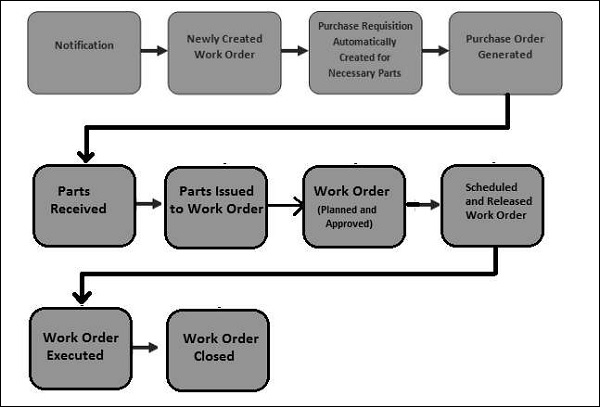 Notification
Newly Created
Work Order
Purchase Requisition
Automatically
Created for
Necessary Parts
Purchase Order
Generated
Parts
Received
Parts Issued
to Work Order
Work Order
(Planned and
Approved)
Scheduled
and Released
Work Order
Work Order
Executed
Work Order
Closed